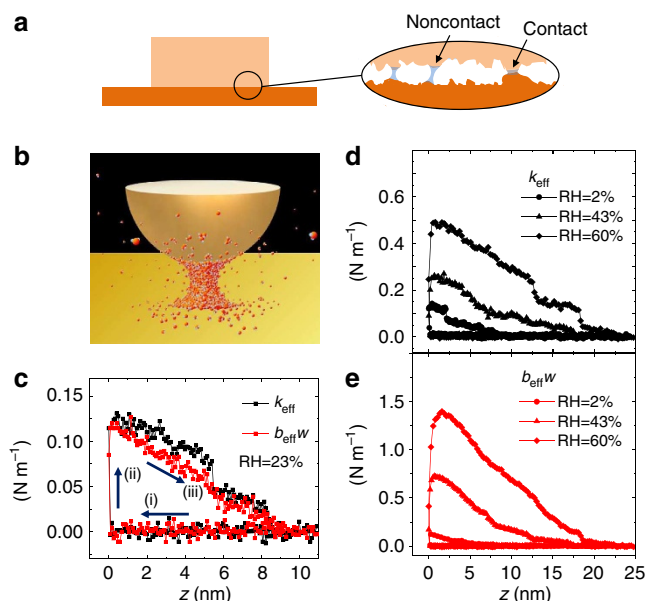 a
Noncontact
Contact
b
c
0.15
0.10
0.05
0.00
(N m⁻¹)
k_eff
b_eff w
RH=23%
(i)
(ii)
(iii)
0 2 4 6 8 10
z (nm)
d
0.6
0.3
0.0
(N m⁻¹)
k_eff
RH=2%
RH=43%
RH=60%
e
1.5
1.0
0.5
0.0
(N m⁻¹)
b_eff w
RH=2%
RH=43%
RH=60%
0 5 10 15 20 25
z (nm)